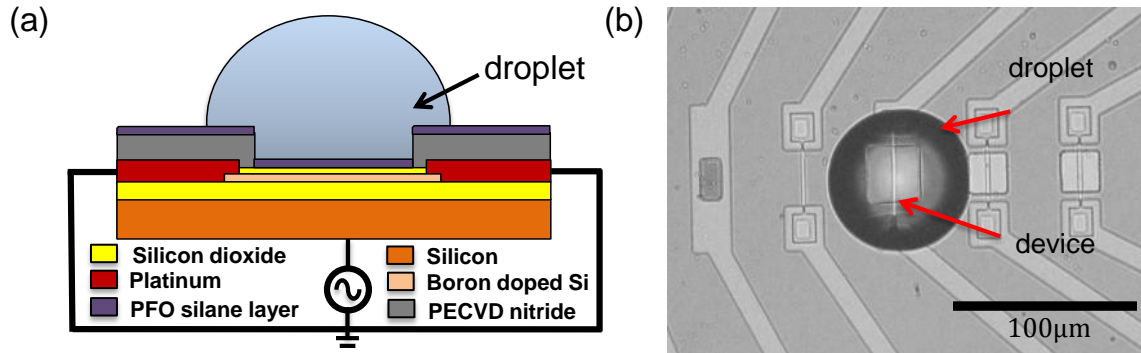 (a)
droplet
Silicon dioxide
Silicon
Platinum
Boron doped Si
PFO silane layer
PECVD nitride
(b)
droplet
device
100μm